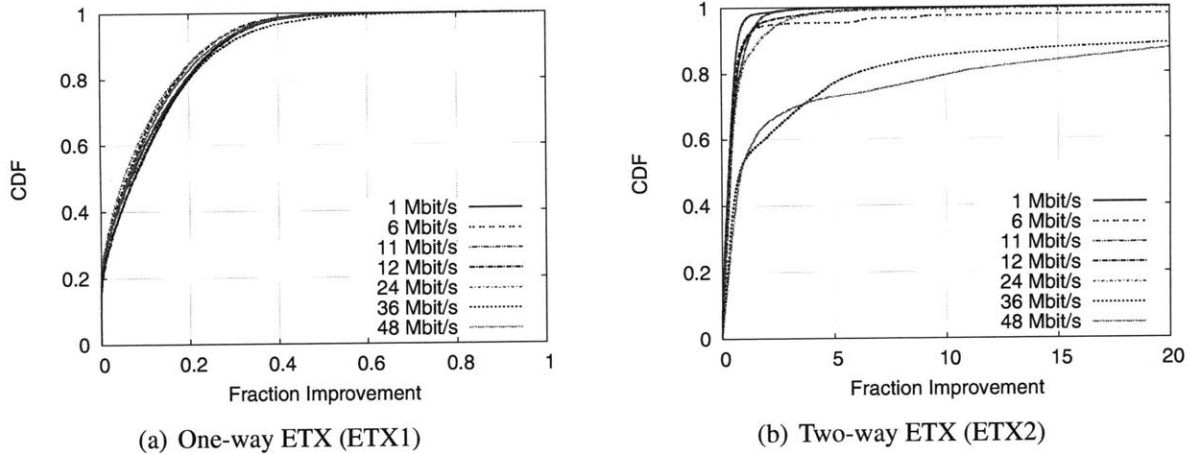 1
0.8
0.6
0.4
0.2
0
CDF
1 Mbit/s
6 Mbit/s
11 Mbit/s
12 Mbit/s
24 Mbit/s
36 Mbit/s
48 Mbit/s
0 0.2 0.4 0.6 0.8 1
Fraction Improvement
(a) One-way ETX (ETX1)
1
0.8
0.6
0.4
0.2
0
CDF
1 Mbit/s
6 Mbit/s
11 Mbit/s
12 Mbit/s
24 Mbit/s
36 Mbit/s
48 Mbit/s
0 5 10 15 20
Fraction Improvement
(b) Two-way ETX (ETX2)